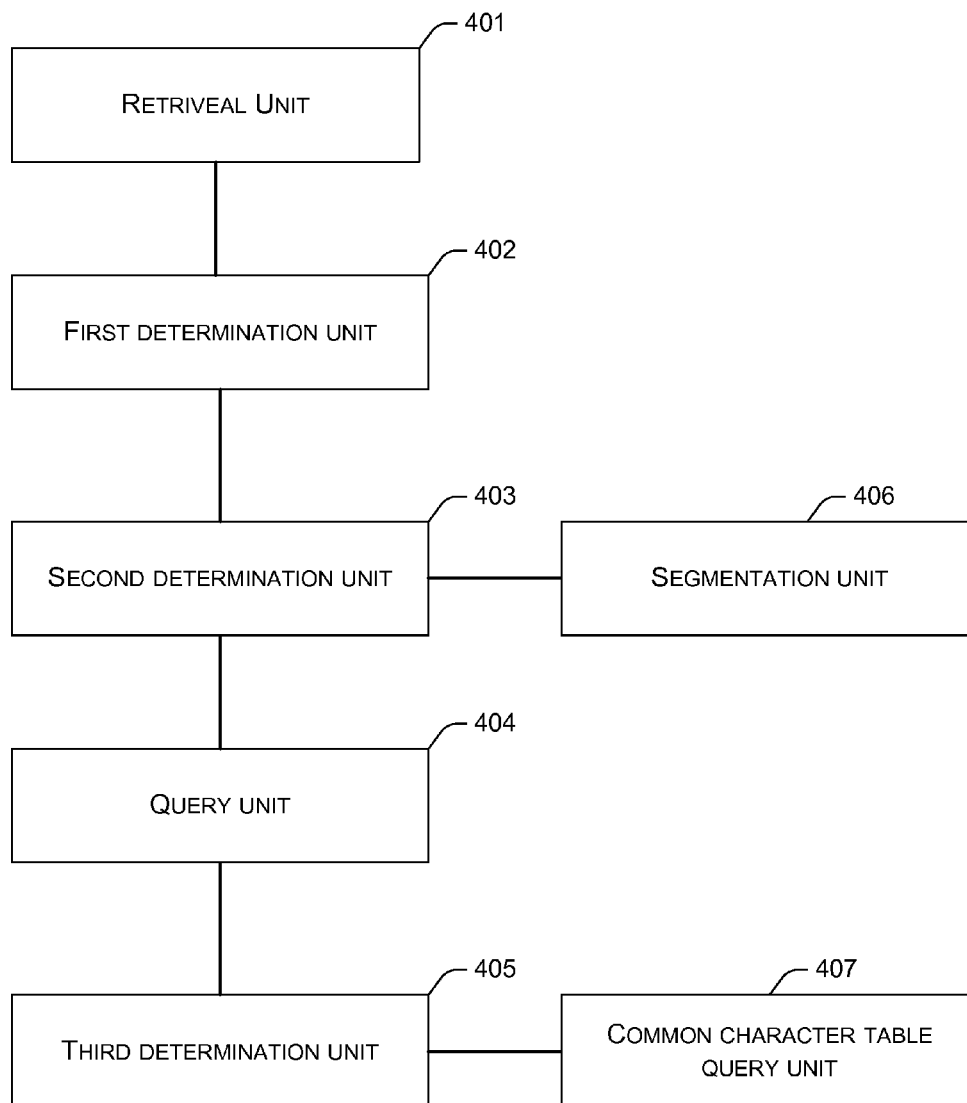 401
RETRIVEAL UNIT
402
FIRST DETERMINATION UNIT
403
SECOND DETERMINATION UNIT
406
SEGMENTATION UNIT
404
QUERY UNIT
405
THIRD DETERMINATION UNIT
407
COMMON CHARACTER TABLE
QUERY UNIT